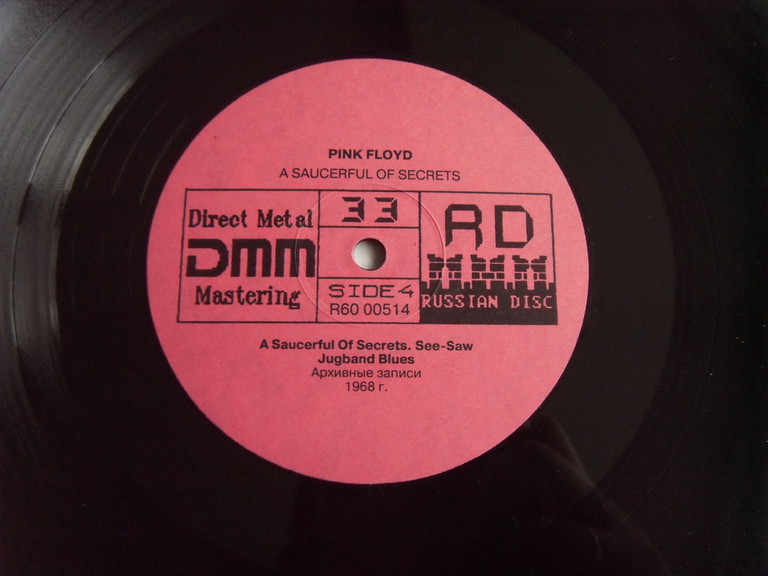 PINK FLOYD
A SAUCERFUL OF SECRETS
Direct Metal
DMM
Mastering
33
SIDE 4
R60 00514
RD
RUSSIAN DISC
A Saucerful Of Secrets. See-Saw
Jugband Blues
Архивные записи
1968 г.